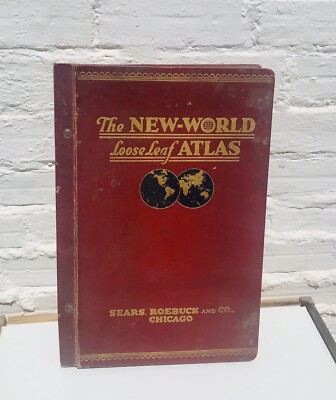 The NEW-WORLD
Loose Leaf ATLAS
SEARS, ROEBUCK AND CO.,
CHICAGO